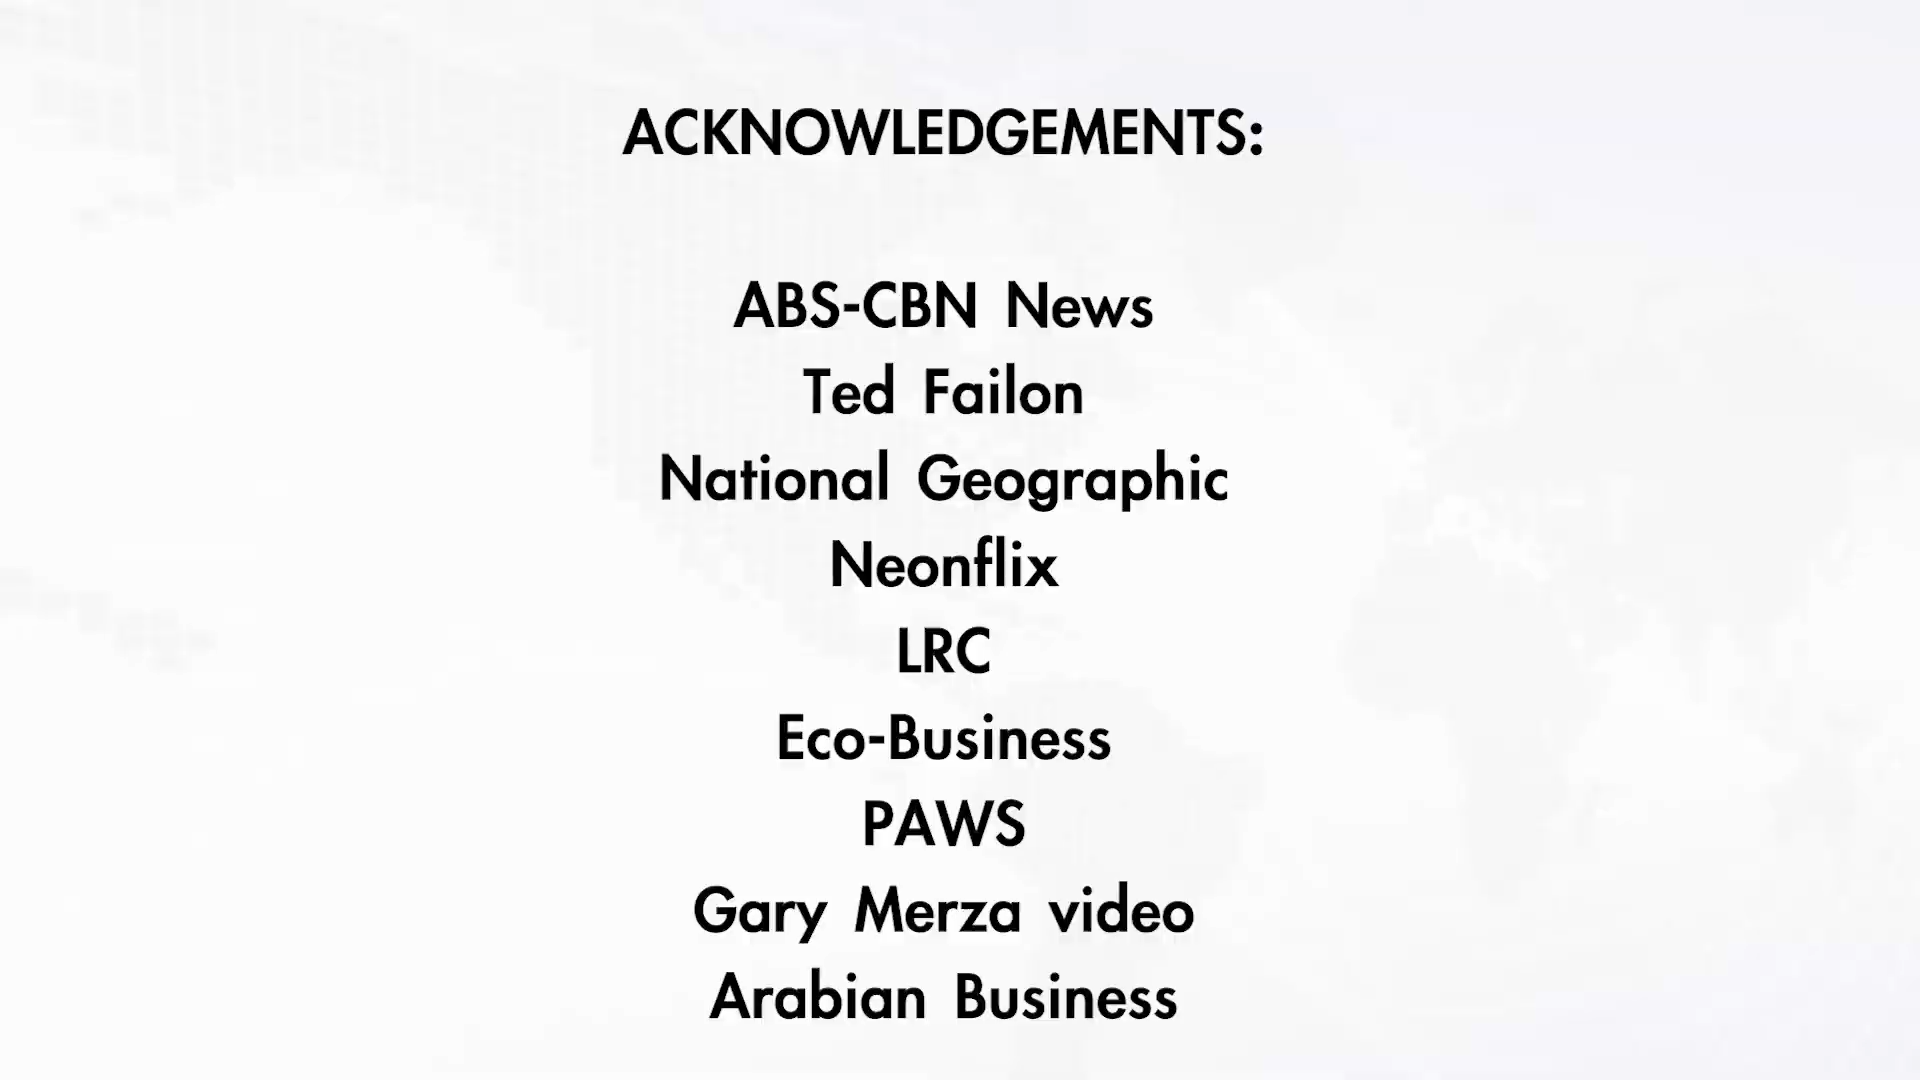 ACKNOWLEDGEMENTS:
ABS-CBN News
Ted Failon
National Geographic
Neonflix
LRC
Eco-Business
PAWS
Gary Merza video
Arabian Business